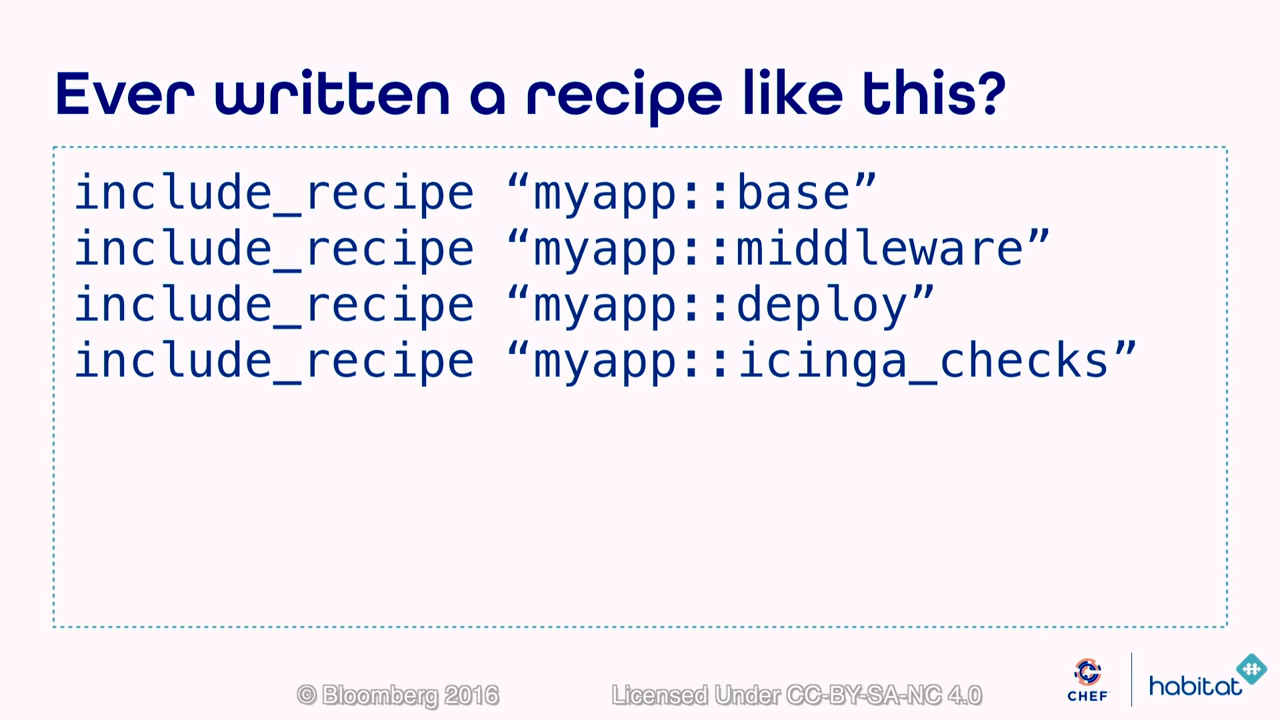 Ever written a recipe like this?
include_recipe “myapp::base”
include_recipe “myapp::middleware”
include_recipe “myapp::deploy”
include_recipe “myapp::icinga_checks”
© Bloomberg 2016
Licensed Under CC-BY-SA-NC 4.0
CHEF
habitat